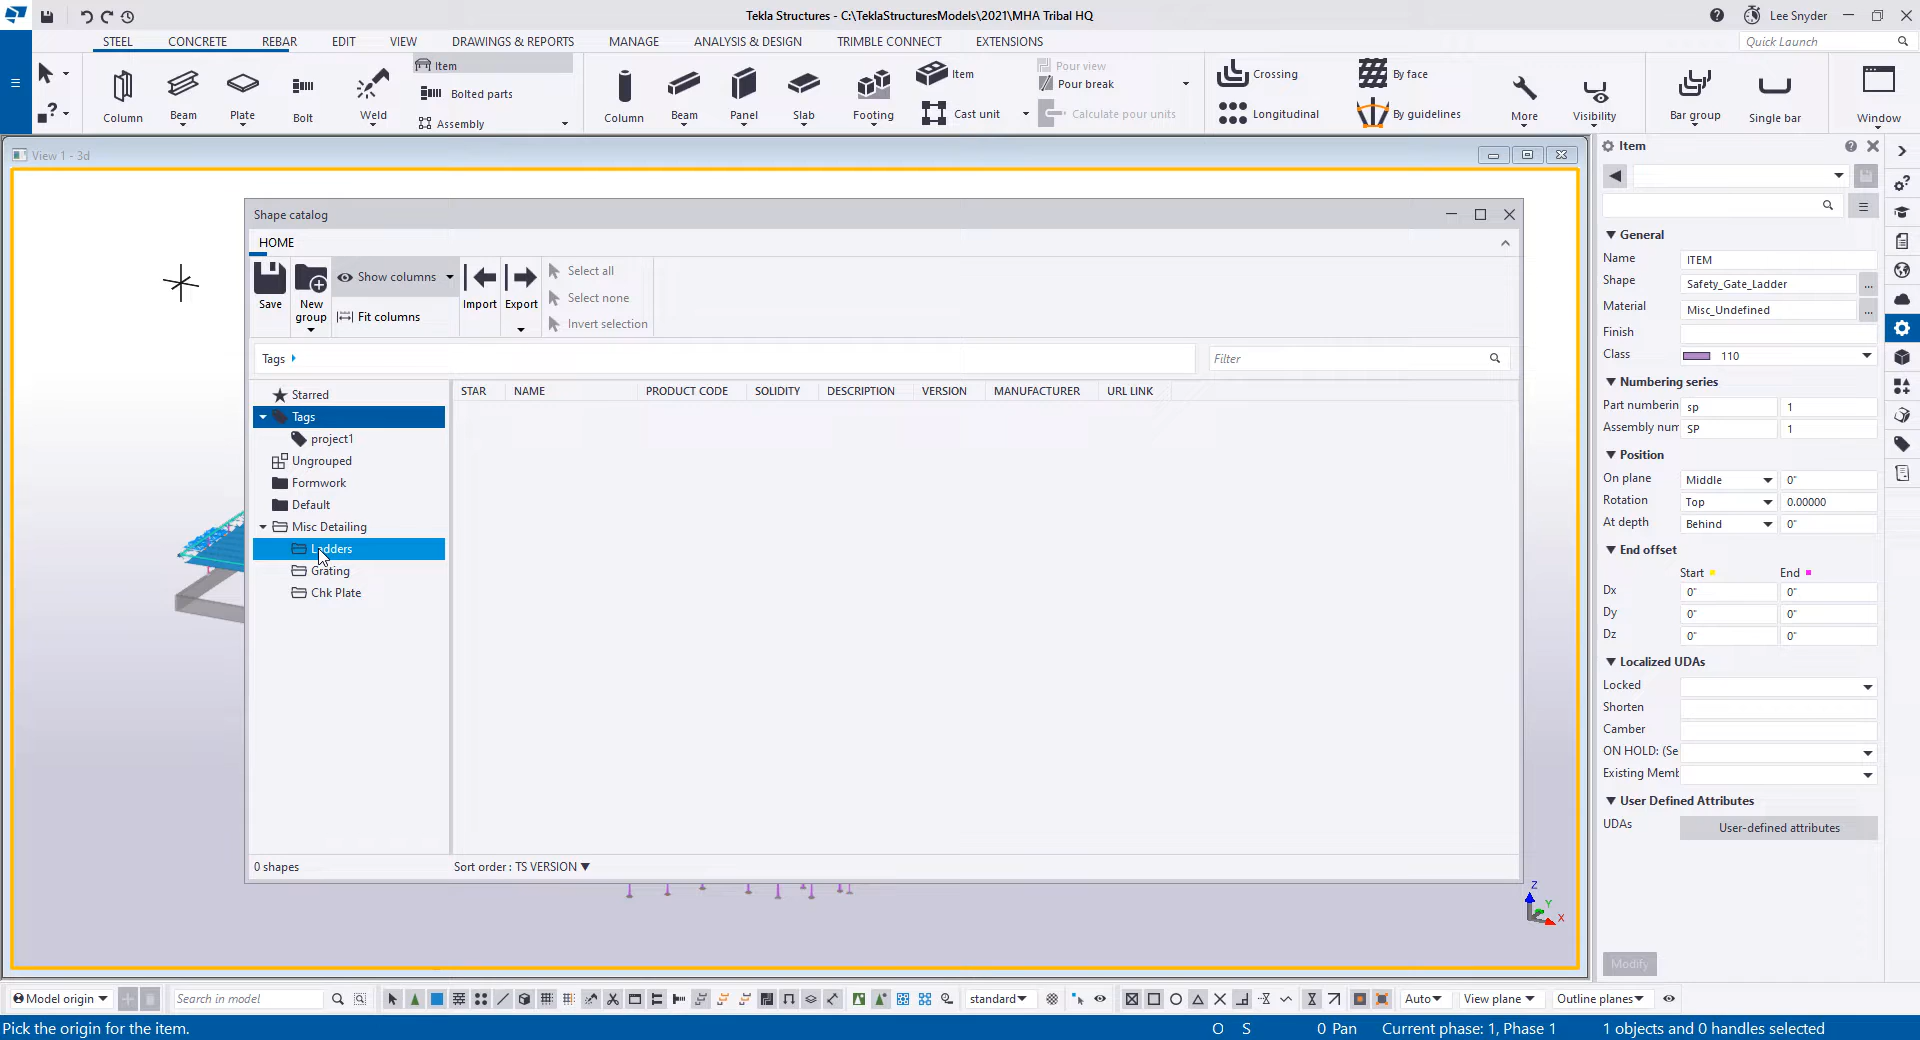 Tekla Structures - C:\TeklaStructuresModels\2021\MHA Tribal HQ
Lee Snyder
STEEL CONCRETE REBAR EDIT VIEW DRAWINGS & REPORTS MANAGE ANALYSIS & DESIGN TRIMBLE CONNECT EXTENSIONS
Quick Launch
Column Beam Plate Bolt Weld
Item
Bolted parts
Assembly
Column Beam Panel Slab Footing
Item
Cast unit
Pour view
Pour break
Calculate pour units
Crossing
Longitudinal
By face
By guidelines
More Visibility Bar group Single bar Window
View 1 - 3d
Shape catalog
HOME
Save
New group
Show columns
Fit columns
Import
Export
Select all
Select none
Invert selection
Tags
Filter
STAR NAME PRODUCT CODE SOLIDITY DESCRIPTION VERSION MANUFACTURER URL LINK
Starred
Tags
project1
Ungrouped
Formwork
Default
Misc Detailing
Ladders
Grating
Chk Plate
0 shapes
Sort order : TS VERSION
Z
Y
X
Item
General
Name ITEM
Shape Safety_Gate_Ladder ...
Material Misc_Undefined ...
Finish
Class 110
Numbering series
Part numberin sp 1
Assembly num SP 1
Position
On plane Middle 0"
Rotation Top 0.00000
At depth Behind 0"
End offset
Start End
Dx 0" 0"
Dy 0" 0"
Dz 0" 0"
Localized UDAs
Locked
Shorten
Camber
ON HOLD: (Se
Existing Memb
User Defined Attributes
UDAs User-defined attributes
Modify
Model origin
Search in model
standard
Auto
View plane
Outline planes
Pick the origin for the item.
O S 0 Pan Current phase: 1, Phase 1 1 objects and 0 handles selected